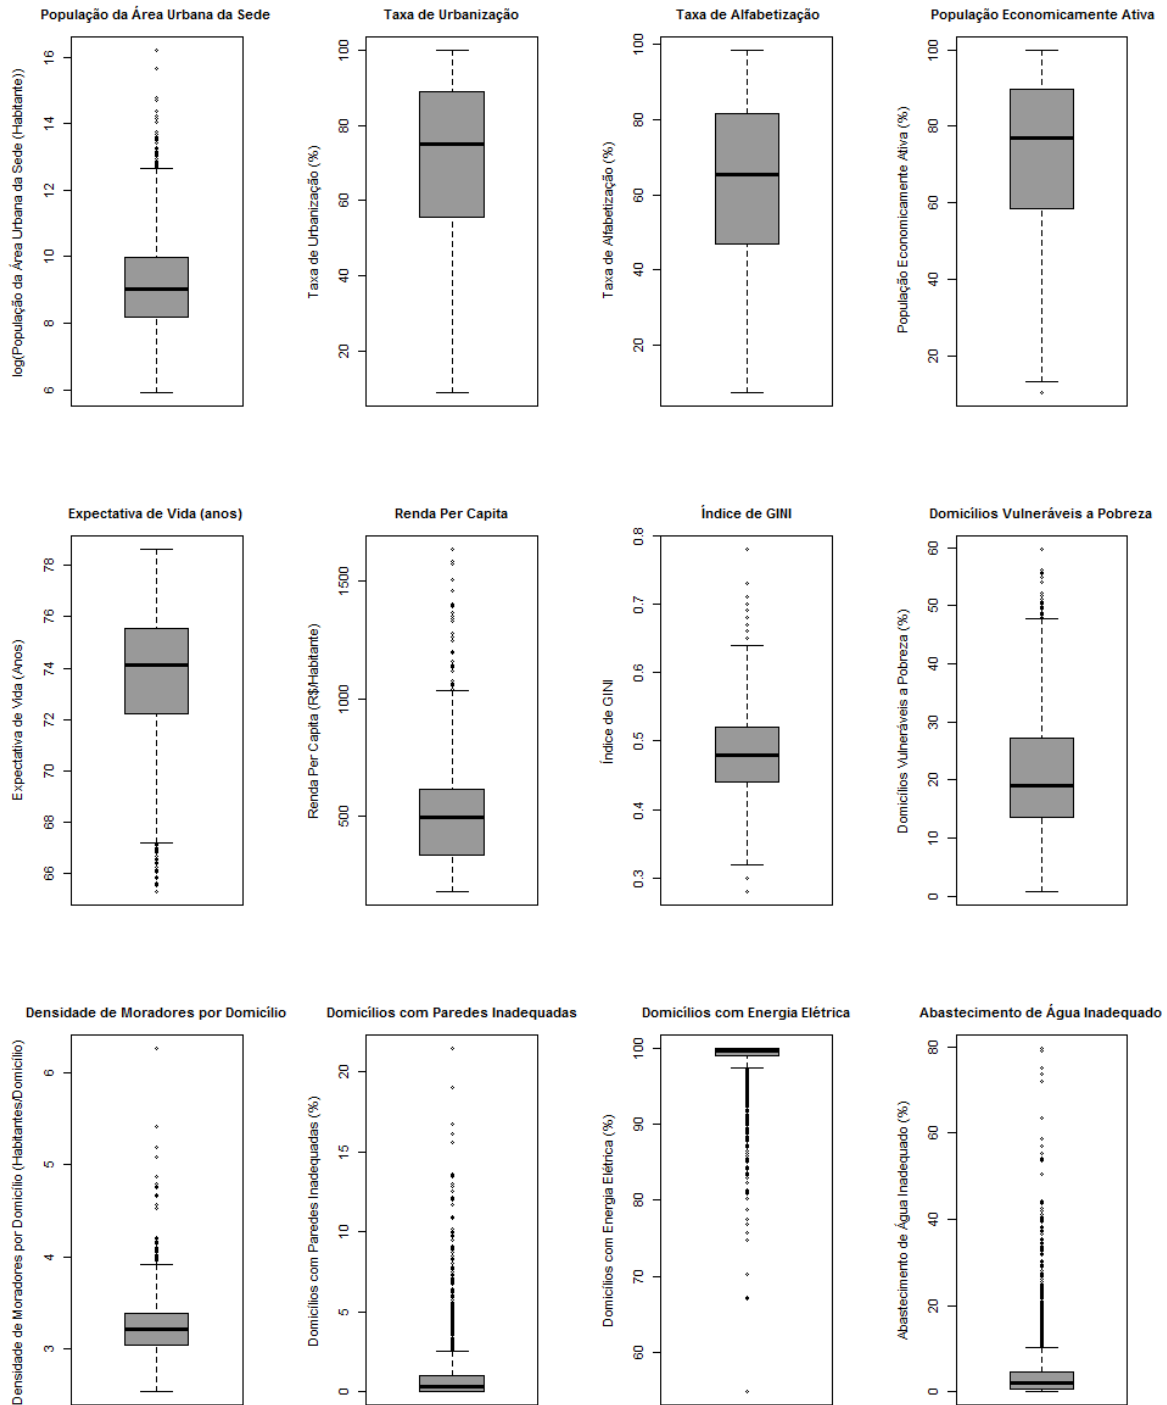 População da Área Urbana da Sede
log(População da Área Urbana da Sede (Habitante))
16
14
12
10
8
6
Taxa de Urbanização
Taxa de Urbanização (%)
100
80
60
40
20
Taxa de Alfabetização
Taxa de Alfabetização (%)
100
80
60
40
20
População Economicamente Ativa
População Economicamente Ativa (%)
100
80
60
40
20
Expectativa de Vida (anos)
Expectativa de Vida (Anos)
78
76
74
72
70
68
66
Renda Per Capita
Renda Per Capita (R$/Habitante)
1500
1000
500
Índice de GINI
Índice de GINI
0.8
0.7
0.6
0.5
0.4
0.3
Domicílios Vulneráveis a Pobreza
Domicílios Vulneráveis a Pobreza (%)
60
50
40
30
20
10
0
Densidade de Moradores por Domicílio
Densidade de Moradores por Domicílio (Habitantes/Domicílio)
6
5
4
3
Domicílios com Paredes Inadequadas
Domicílios com Paredes Inadequadas (%)
20
15
10
5
0
Domicílios com Energia Elétrica
Domicílios com Energia Elétrica (%)
100
90
80
70
60
Abastecimento de Água Inadequado
Abastecimento de Água Inadequado (%)
80
60
40
20
0